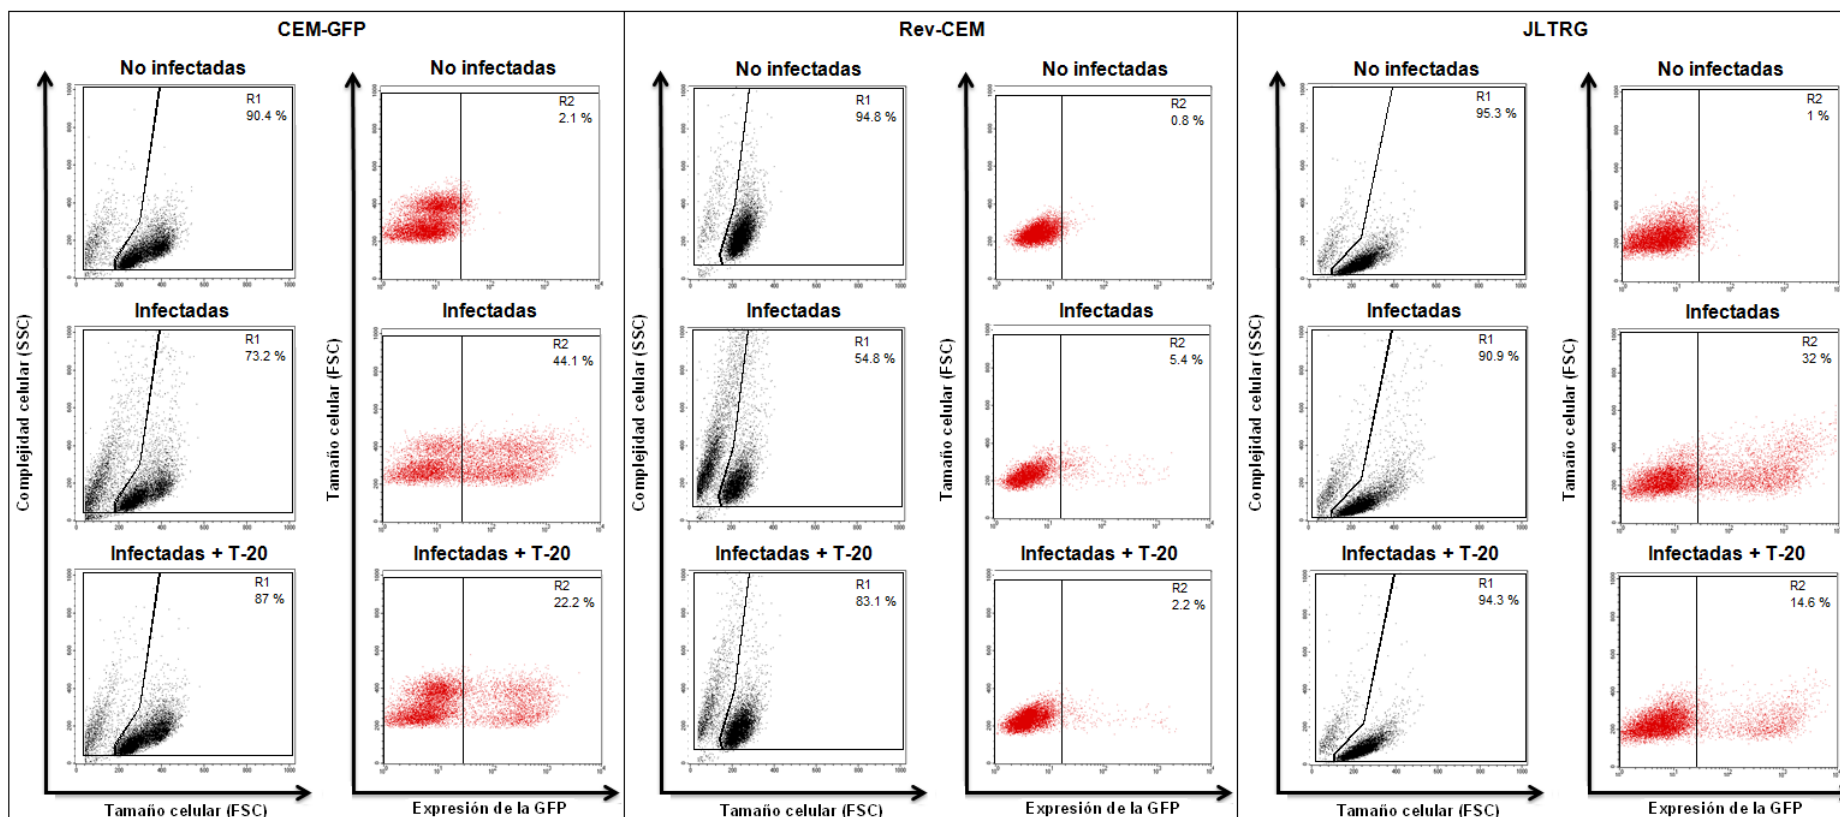 CEM-GFP
No infectadas
R1
90.4 %
No infectadas
R2
2.1 %
Infectadas
R1
73.2 %
Infectadas
R2
44.1 %
Infectadas + T-20
R1
87 %
Infectadas + T-20
R2
22.2 %
Complejidad celular (SSC)
Tamaño celular (FSC)
Tamaño celular (FSC)
Expresión de la GFP
Rev-CEM
No infectadas
R1
94.8 %
No infectadas
R2
0.8 %
Infectadas
R1
54.8 %
Infectadas
R2
5.4 %
Infectadas + T-20
R1
83.1 %
Infectadas + T-20
R2
2.2 %
Complejidad celular (SSC)
Tamaño celular (FSC)
Tamaño celular (FSC)
Expresión de la GFP
JLTRG
No infectadas
R1
95.3 %
No infectadas
R2
1 %
Infectadas
R1
90.9 %
Infectadas
R2
32 %
Infectadas + T-20
R1
94.3 %
Infectadas + T-20
R2
14.6 %
Complejidad celular (SSC)
Tamaño celular (FSC)
Tamaño celular (FSC)
Expresión de la GFP